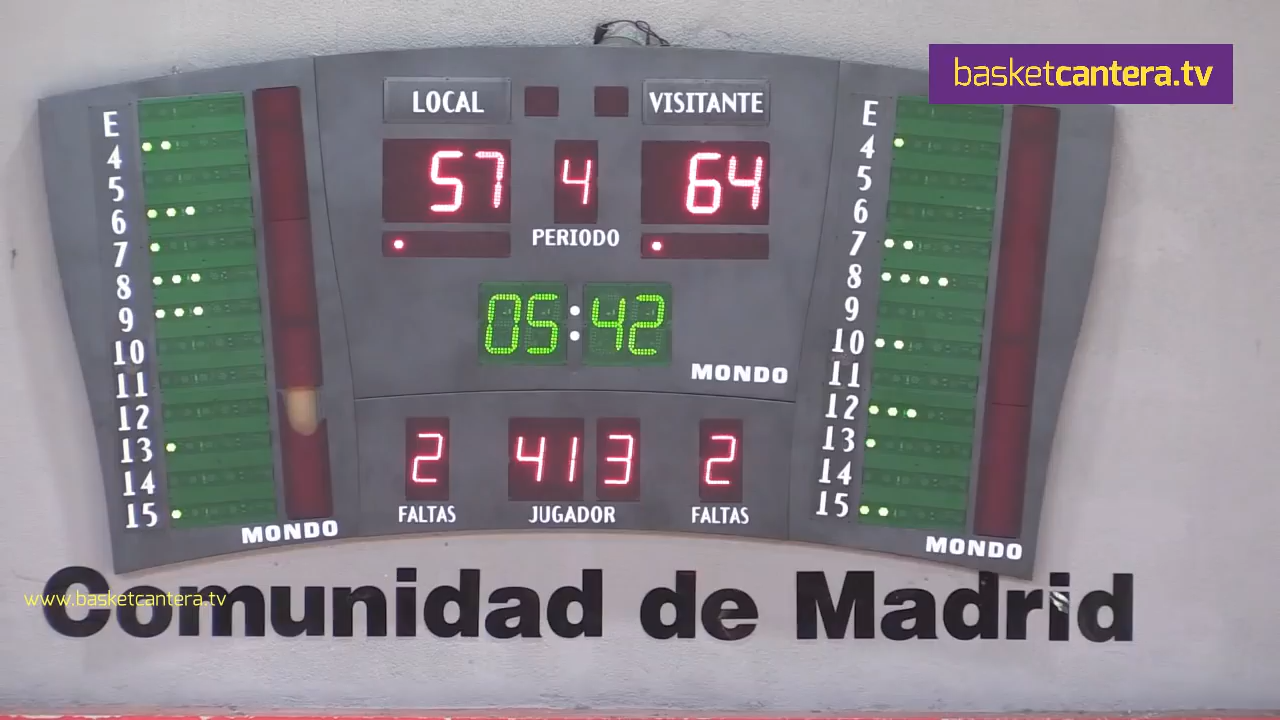 basketcantera.tv
LOCAL
VISITANTE
57
4
64
PERIODO
05:42
MONDO
E
4
5
6
7
8
9
10
11
12
13
14
15
MONDO
E
4
5
6
7
8
9
10
11
12
13
14
15
MONDO
2
41 3
2
FALTAS
JUGADOR
FALTAS
www.basketcantera.tv
Comunidad de Madrid